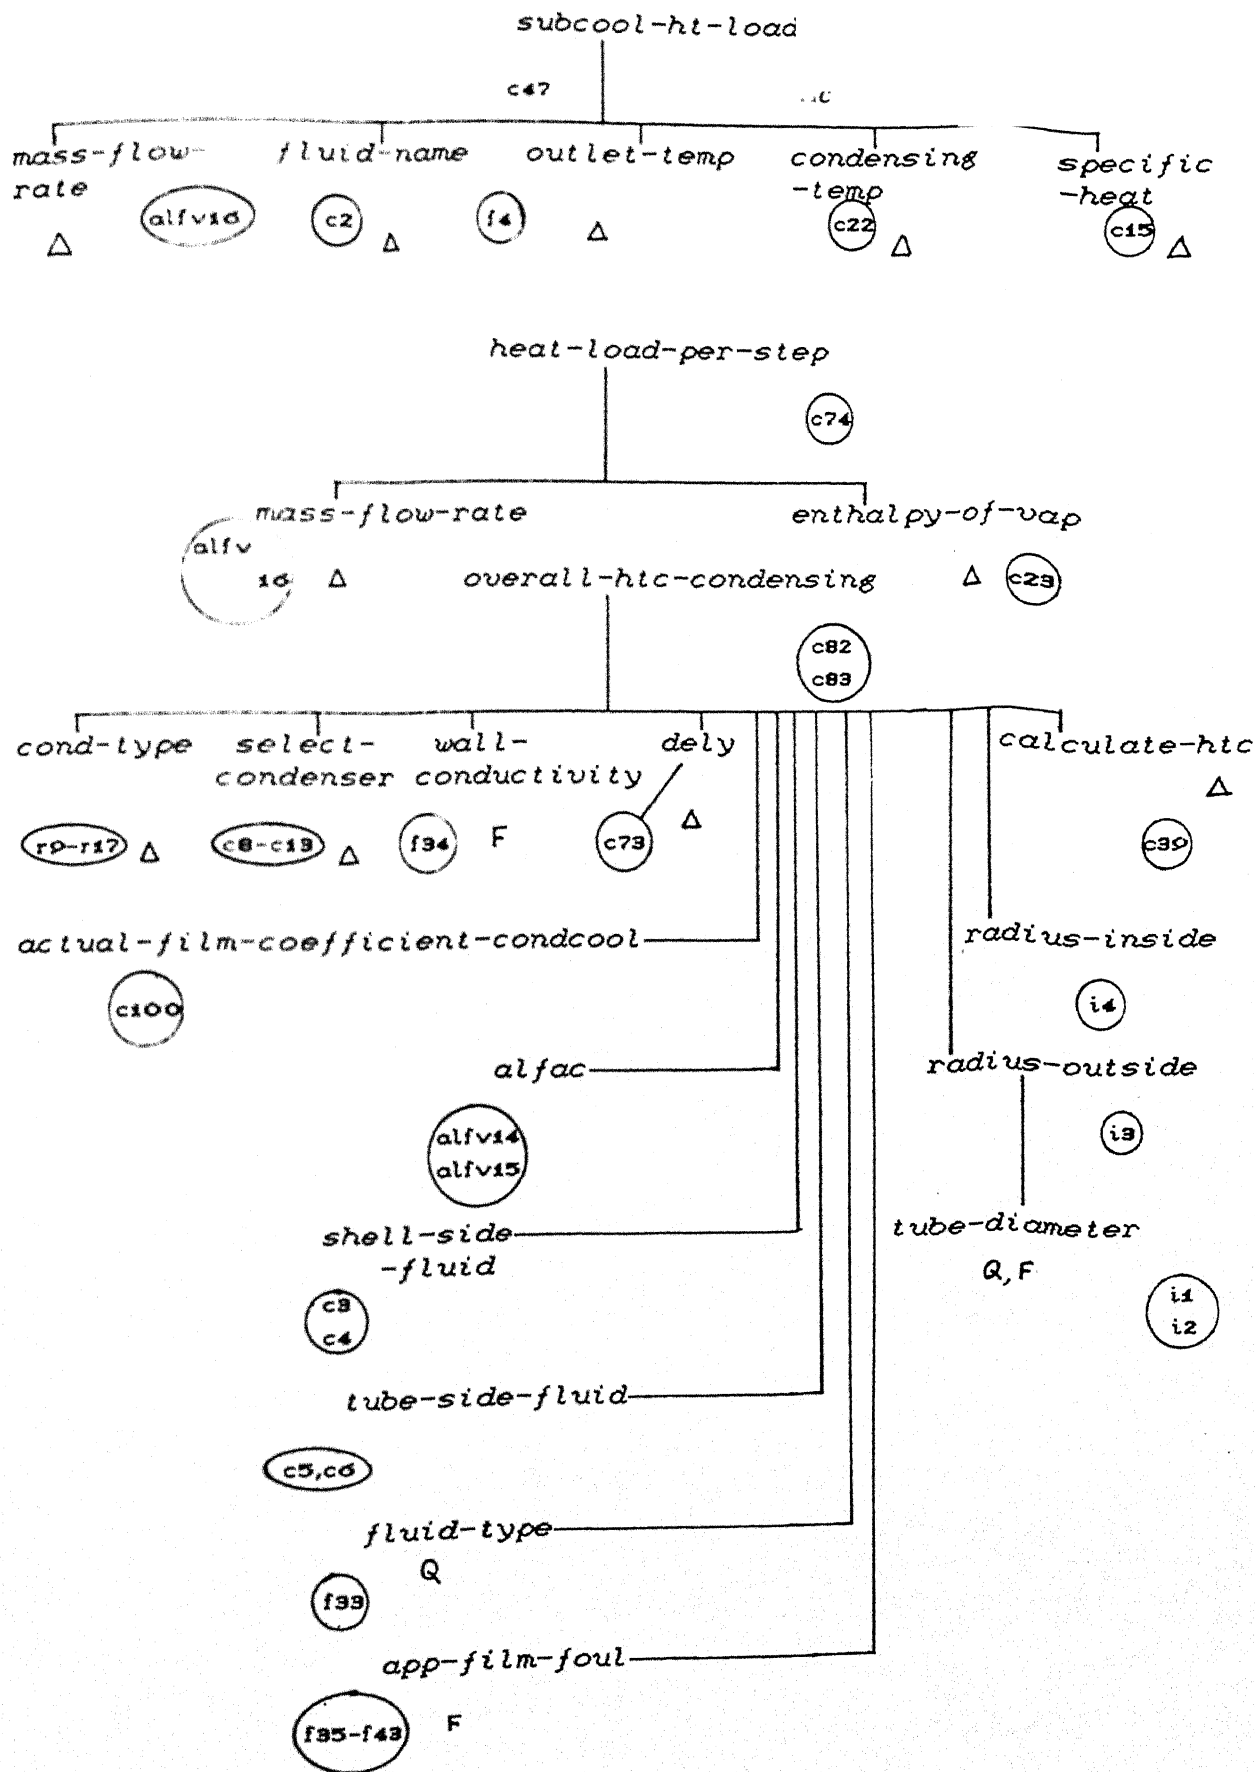 subcool-ht-load
c47
mass-flow-
rate
fluid-name
outlet-temp
condensing
-temp
specific
-heat
Δ
alfv16
c2
Δ
f4
Δ
c22
Δ
c15
Δ
heat-load-per-step
c74
mass-flow-rate
enthalpy-of-vap
alfv
16
Δ
overall-htc-condensing
Δ
c23
c82
c83
cond-type
select-
condenser
wall-
conductivity
dely
calculate-htc
r9-r17
Δ
c8-c13
Δ
f34
F
c73
Δ
Δ
c39
actual-film-coefficient-condcool
radius-inside
c100
i4
alfac
radius-outside
alfv14
alfv15
i3
shell-side
-fluid
tube-diameter
Q,F
c3
c4
i1
i2
tube-side-fluid
c5,c6
fluid-type
Q
f33
app-film-foul
f35-f43
F